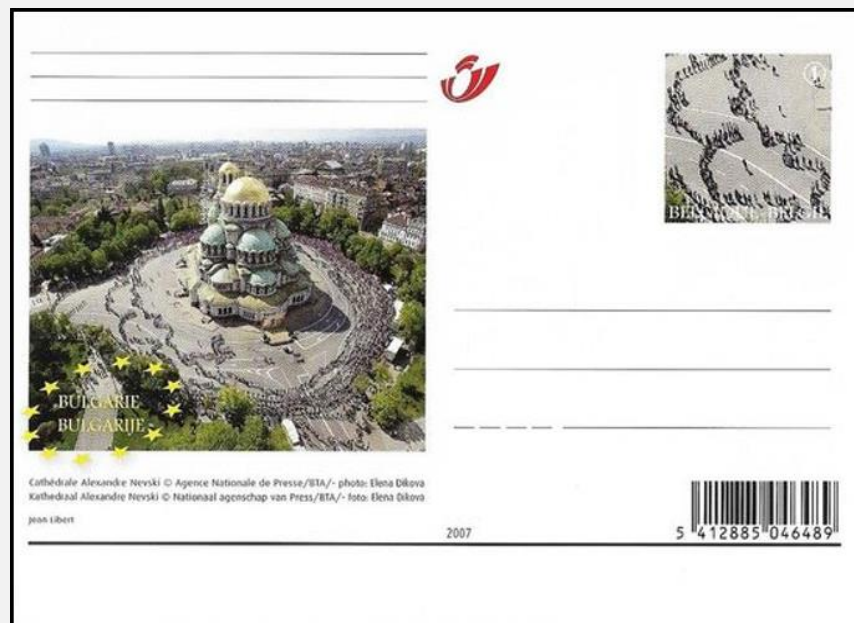 1
BELGIQUE - BELGIË
BULGARIE
BULGARIJE
Cathédrale Alexandre Nevski © Agence Nationale de Presse/BTA/- photo: Elena Dikova
Kathedraal Alexandre Nevski © Nationaal agenschap van Press/BTA/- foto: Elena Dikova
Jean Libert
2007
5 412885 046489